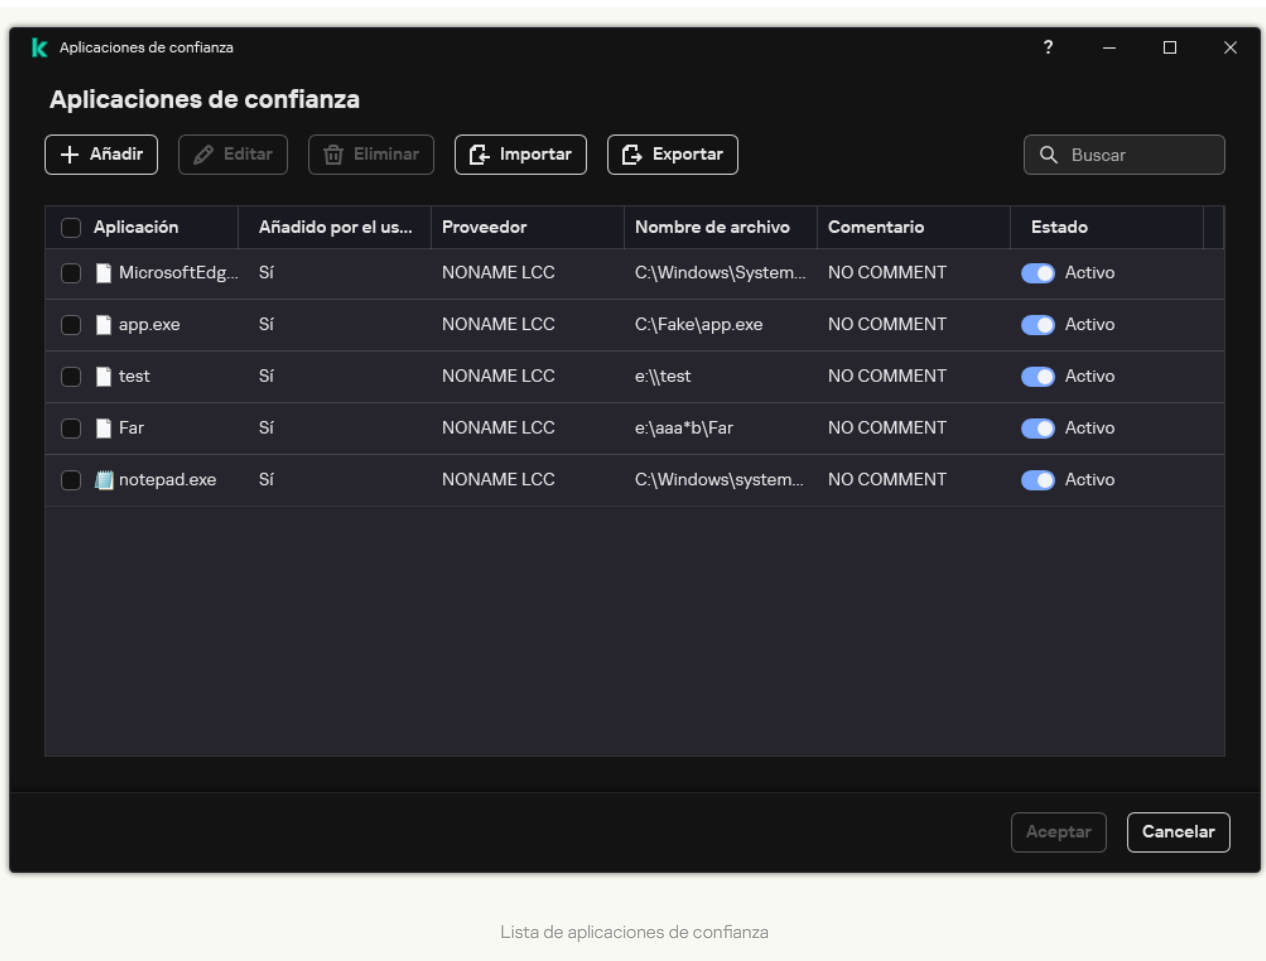 Aplicaciones de confianza ?
Aplicaciones de confianza
Añadir Editar Eliminar Importar Exportar Buscar
Aplicación Añadido por el us... Proveedor Nombre de archivo Comentario Estado
MicrosoftEdg... Sí NONAME LCC C:\Windows\System... NO COMMENT Activo
app.exe Sí NONAME LCC C:\Fake\app.exe NO COMMENT Activo
test Sí NONAME LCC e:\\test NO COMMENT Activo
Far Sí NONAME LCC e:\aaa*b\Far NO COMMENT Activo
notepad.exe Sí NONAME LCC C:\Windows\system... NO COMMENT Activo
Aceptar Cancelar
Lista de aplicaciones de confianza